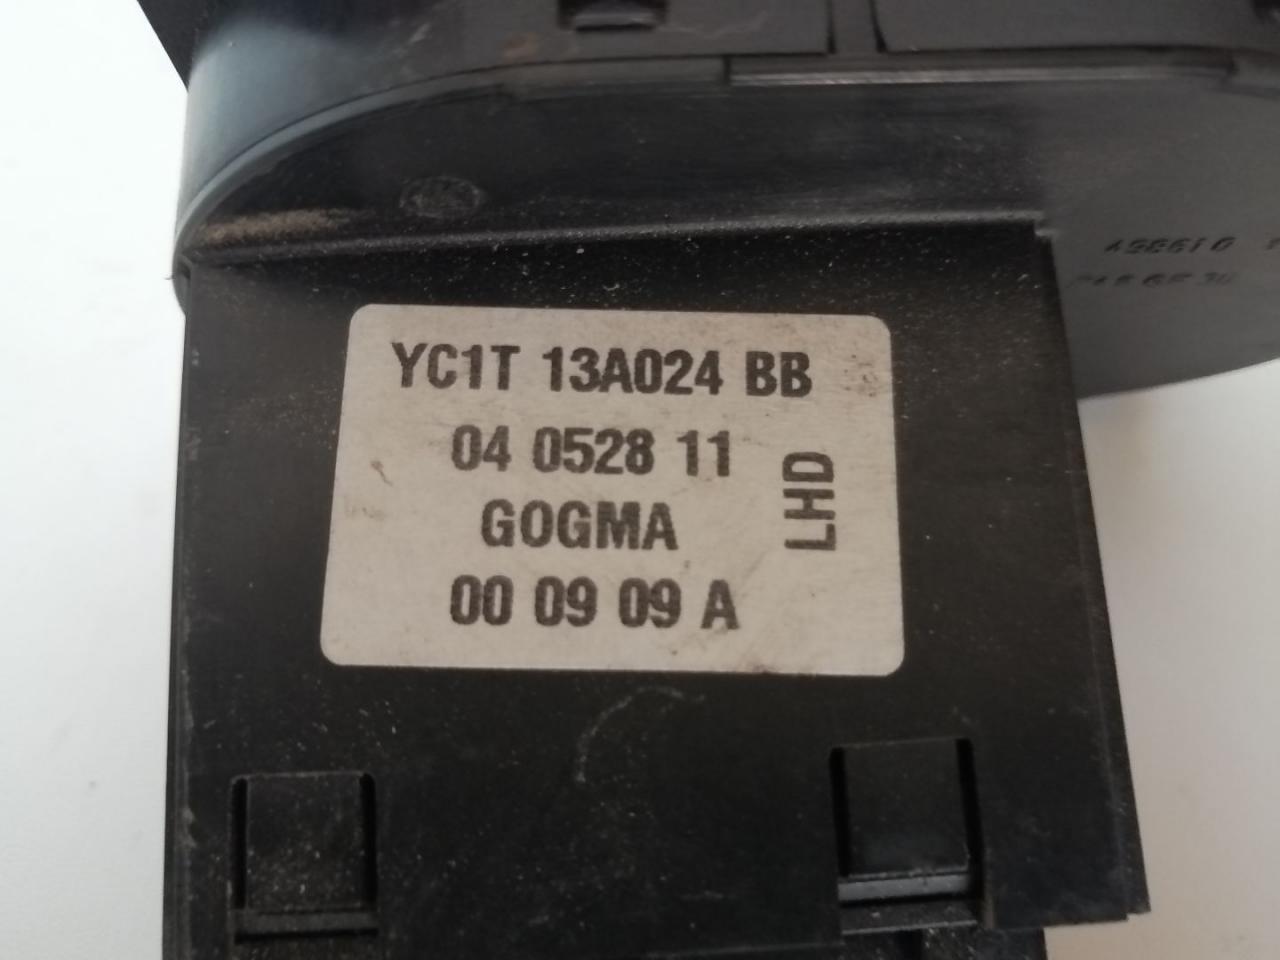 YC1T 13A024 BB
04 0528 11
GOGMA
00 09 09 A
LHD